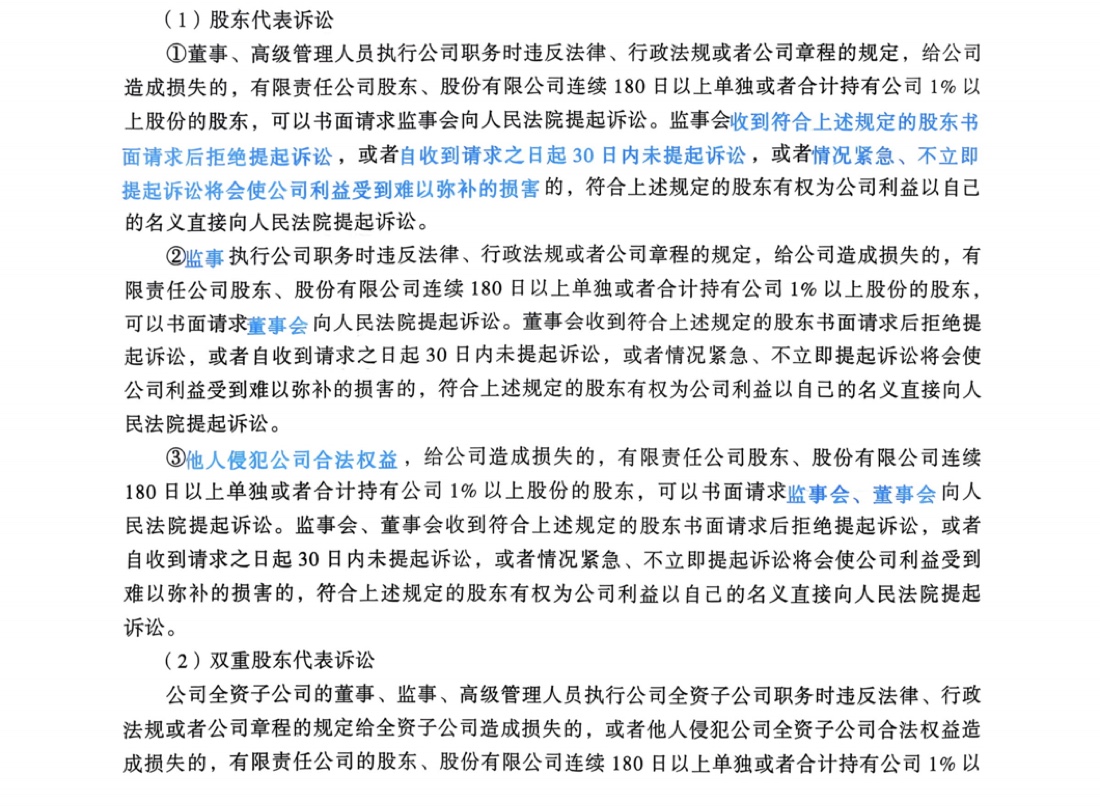 （1）股东代表诉讼
①董事、高级管理人员执行公司职务时违反法律、行政法规或者公司章程的规定，给公司
造成损失的，有限责任公司股东、股份有限公司连续 180 日以上单独或者合计持有公司 1% 以
上股份的股东，可以书面请求监事会向人民法院提起诉讼。监事会收到符合上述规定的股东书
面请求后拒绝提起诉讼，或者自收到请求之日起 30 日内未提起诉讼，或者情况紧急、不立即
提起诉讼将会使公司利益受到难以弥补的损害的，符合上述规定的股东有权为公司利益以自己
的名义直接向人民法院提起诉讼。
②监事执行公司职务时违反法律、行政法规或者公司章程的规定，给公司造成损失的，有
限责任公司股东、股份有限公司连续 180 日以上单独或者合计持有公司 1% 以上股份的股东，
可以书面请求董事会向人民法院提起诉讼。董事会收到符合上述规定的股东书面请求后拒绝提
起诉讼，或者自收到请求之日起 30 日内未提起诉讼，或者情况紧急、不立即提起诉讼将会使
公司利益受到难以弥补的损害的，符合上述规定的股东有权为公司利益以自己的名义直接向人
民法院提起诉讼。
③他人侵犯公司合法权益，给公司造成损失的，有限责任公司股东、股份有限公司连续
180 日以上单独或者合计持有公司 1% 以上股份的股东，可以书面请求监事会、董事会向人
民法院提起诉讼。监事会、董事会收到符合上述规定的股东书面请求后拒绝提起诉讼，或者
自收到请求之日起 30 日内未提起诉讼，或者情况紧急、不立即提起诉讼将会使公司利益受到
难以弥补的损害的，符合上述规定的股东有权为公司利益以自己的名义直接向人民法院提起
诉讼。
（2）双重股东代表诉讼
公司全资子公司的董事、监事、高级管理人员执行公司全资子公司职务时违反法律、行政
法规或者公司章程的规定给全资子公司造成损失的，或者他人侵犯公司全资子公司合法权益造
成损失的，有限责任公司的股东、股份有限公司连续 180 日以上单独或者合计持有公司 1% 以